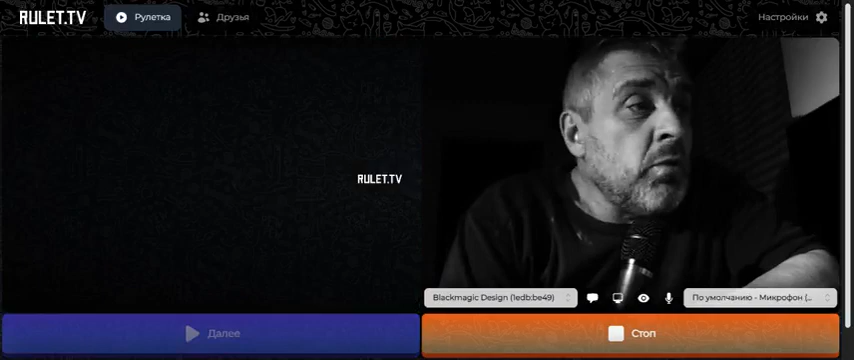 RULET.TV
Рулетка
Друзья
Настройки
RULET.TV
Blackmagic Design (1edb:be49)
По умолчанию - Микрофон (...
Далее
Стоп